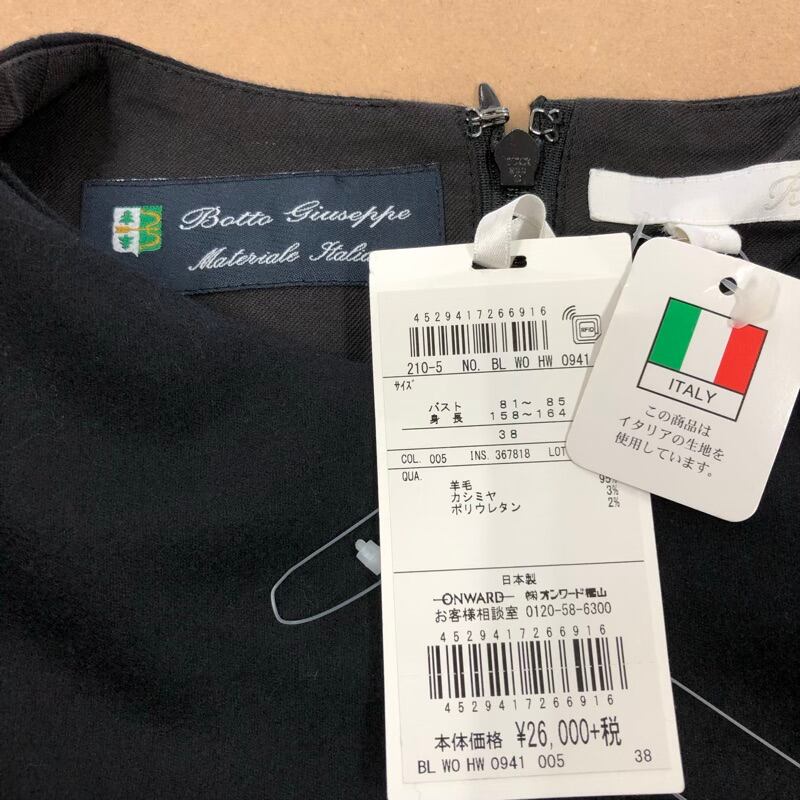 Botto Giuseppe
Materiale
4529417266916
RFID
210-5 NO. BL WO HW 0941
サイズ
バスト 81〜 85
身長 158〜164
38
COL. 005 INS. 367818 LOT
QUA.
羊毛 95%
カシミヤ 3%
ポリウレタン 2%
日本製
ONWARD ㈱オンワード樫山
お客様相談室 0120-58-6300
4529417266916
4529417266916
本体価格 ¥26,000+税
BL WO HW 0941 005 38
ITALY
この商品は
イタリアの生地を
使用しています。